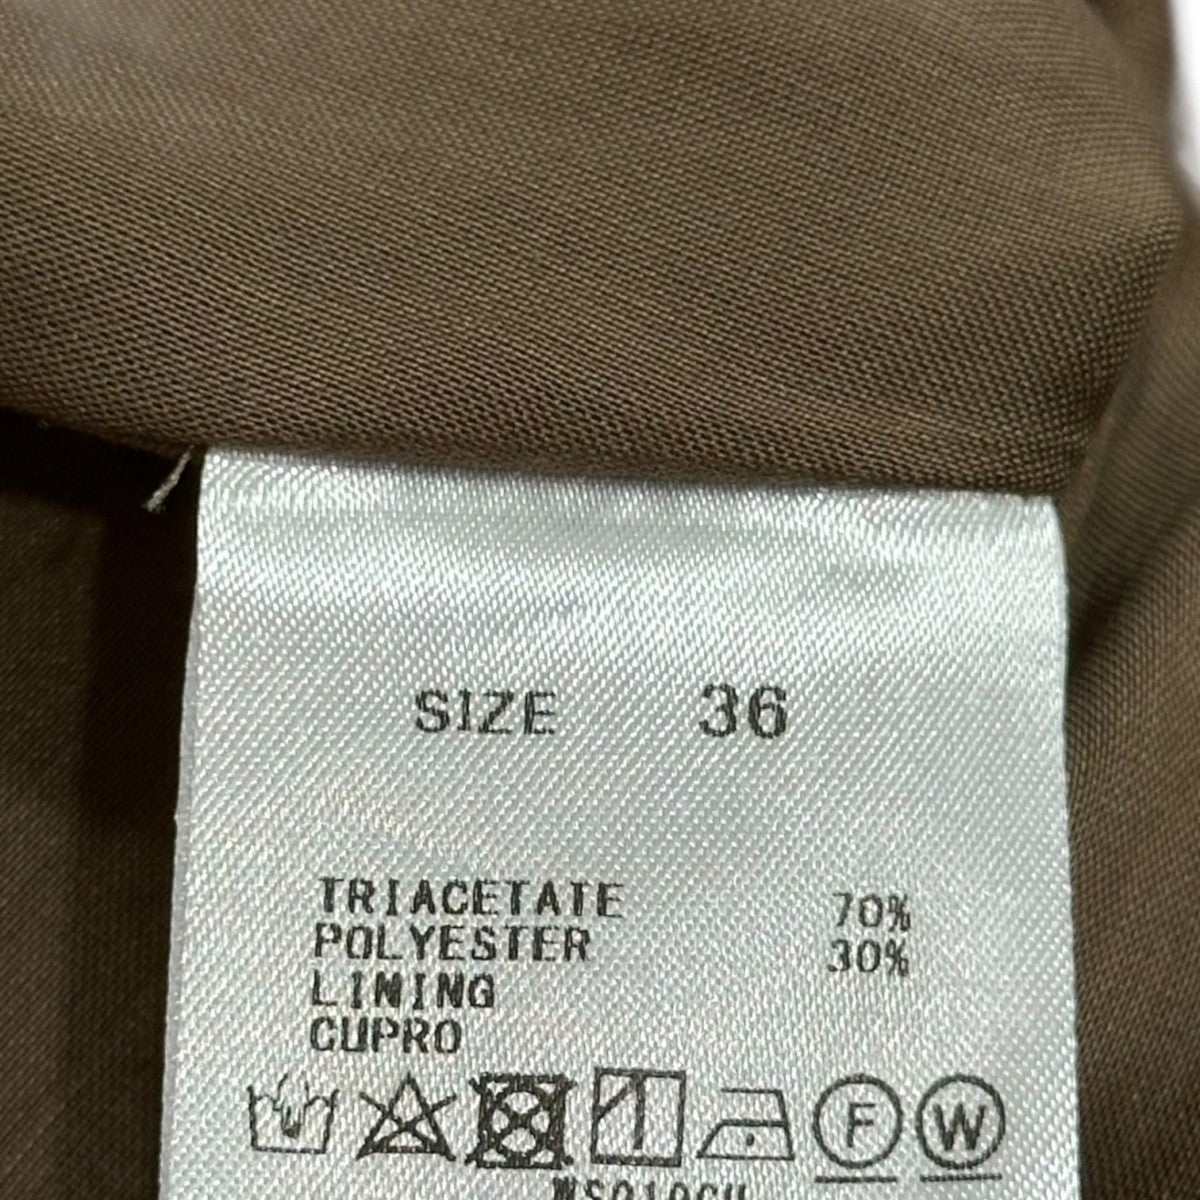 SIZE 36
TRIACETATE 70%
POLYESTER 30%
LINING
CUPRO
F W